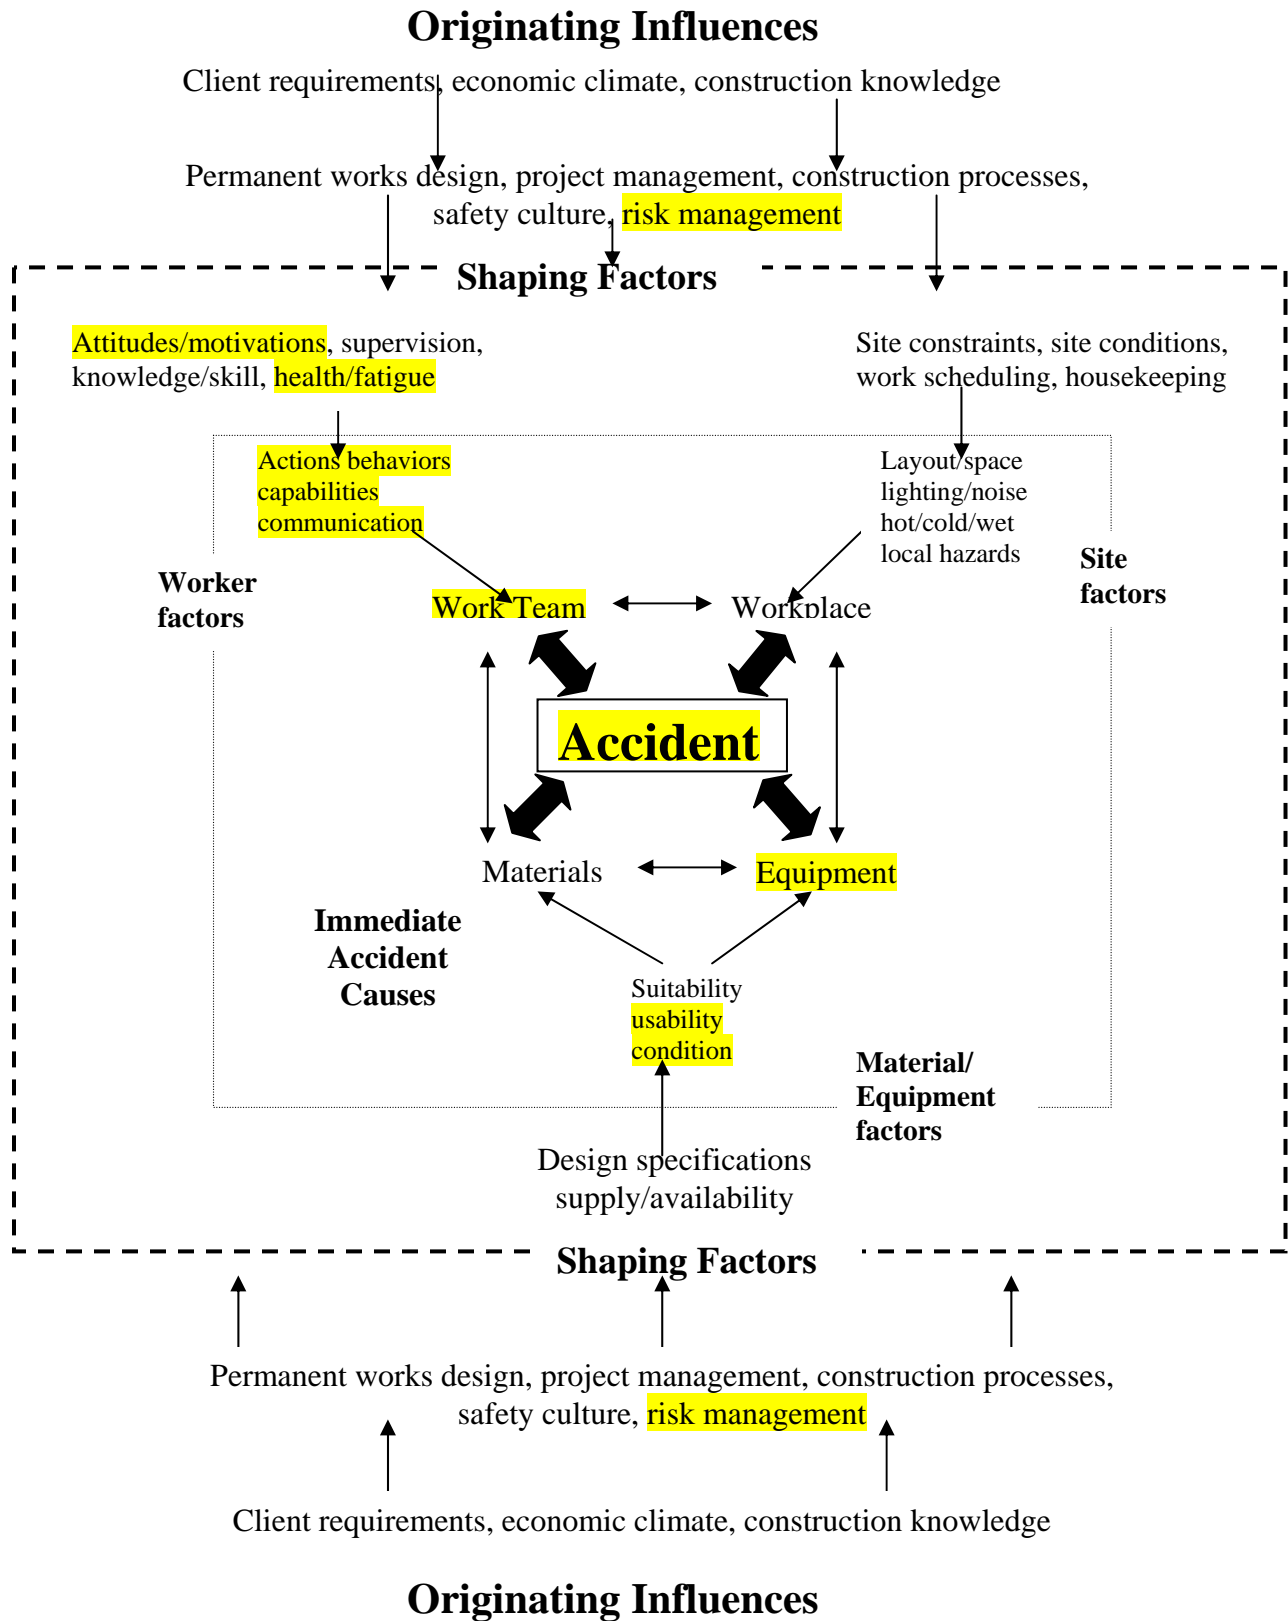 Originating Influences
Client requirements, economic climate, construction knowledge
Permanent works design, project management, construction processes,
safety culture, risk management
Shaping Factors
Attitudes/motivations, supervision,
knowledge/skill, health/fatigue
Site constraints, site conditions,
work scheduling, housekeeping
Actions behaviors
capabilities
communication
Layout/space
lighting/noise
hot/cold/wet
local hazards
Worker
factors
Site
factors
Work Team
Workplace
Accident
Materials
Equipment
Immediate
Accident
Causes
Suitability
usability
condition
Material/
Equipment
factors
Design specifications
supply/availability
Shaping Factors
Permanent works design, project management, construction processes,
safety culture, risk management
Client requirements, economic climate, construction knowledge
Originating Influences